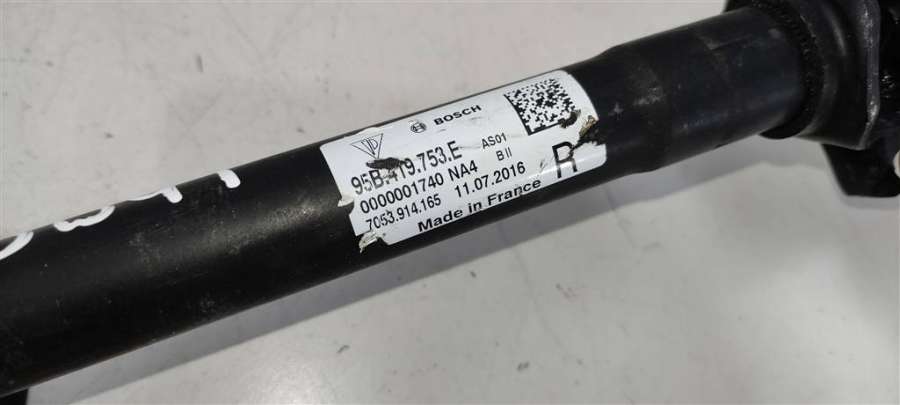 BOSCH
95B.419.753.E AS01
0000001740 NA4 B II
7053.914.165 11.07.2016 R
Made in France